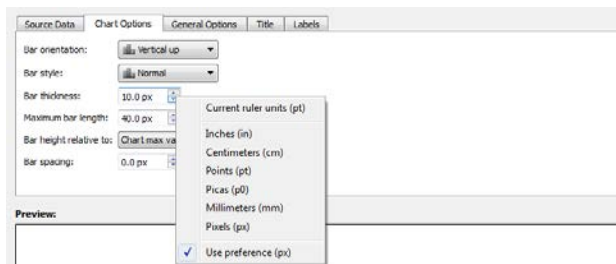 Source Data Chart Options General Options Title Labels
Bar orientation: Vertical up
Bar style: Normal
Bar thickness: 10.0 px
Maximum bar length: 40.0 px
Bar height relative to: Chart max va
Bar spacing: 0.0 px
Current ruler units (pt)
Inches (in)
Centimeters (cm)
Points (pt)
Picas (p0)
Millimeters (mm)
Pixels (px)
Use preference (px)
Preview: